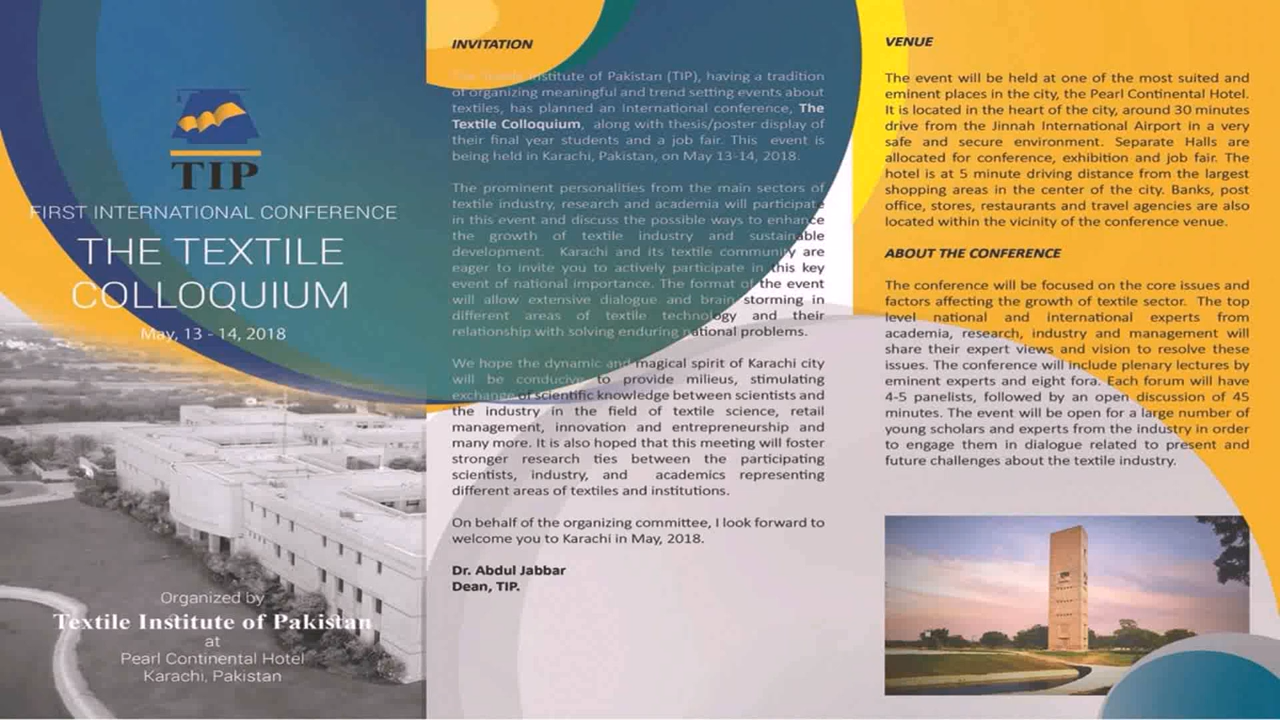 TIP
FIRST INTERNATIONAL CONFERENCE
THE TEXTILE
COLLOQUIUM
May, 13 - 14, 2018
Organized by
Textile Institute of Pakistan
at
Pearl Continental Hotel
Karachi, Pakistan
INVITATION
The Textile Institute of Pakistan (TIP), having a tradition
of organizing meaningful and trend setting events about
textiles, has planned an International conference, The
Textile Colloquium, along with thesis/poster display of
their final year students and a job fair. This event is
being held in Karachi, Pakistan, on May 13-14, 2018.
The prominent personalities from the main sectors of
textile industry, research and academia will participate
in this event and discuss the possible ways to enhance
the growth of textile industry and sustainable
development. Karachi and its textile community are
eager to invite you to actively participate in this key
event of national importance. The format of the event
will allow extensive dialogue and brain storming in
different areas of textile technology and their
relationship with solving enduring national problems.
We hope the dynamic and magical spirit of Karachi city
will be conducive to provide milieus, stimulating
exchange of scientific knowledge between scientists and
the industry in the field of textile science, retail
management, innovation and entrepreneurship and
many more. It is also hoped that this meeting will foster
stronger research ties between the participating
scientists, industry, and academics representing
different areas of textiles and institutions.
On behalf of the organizing committee, I look forward to
welcome you to Karachi in May, 2018.
Dr. Abdul Jabbar
Dean, TIP.
VENUE
The event will be held at one of the most suited and
eminent places in the city, the Pearl Continental Hotel.
It is located in the heart of the city, around 30 minutes
drive from the Jinnah International Airport in a very
safe and secure environment. Separate Halls are
allocated for conference, exhibition and job fair. The
hotel is at 5 minute driving distance from the largest
shopping areas in the center of the city. Banks, post
office, stores, restaurants and travel agencies are also
located within the vicinity of the conference venue.
ABOUT THE CONFERENCE
The conference will be focused on the core issues and
factors affecting the growth of textile sector. The top
level national and international experts from
academia, research, industry and management will
share their expert views and vision to resolve these
issues. The conference will include plenary lectures by
eminent experts and eight fora. Each forum will have
4-5 panelists, followed by an open discussion of 45
minutes. The event will be open for a large number of
young scholars and experts from the industry in order
to engage them in dialogue related to present and
future challenges about the textile industry.